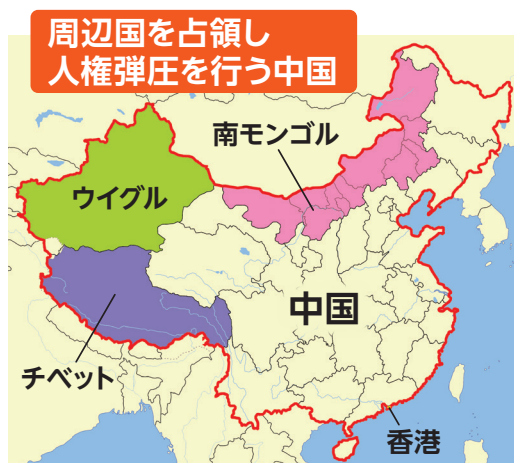 周辺国を占領し
人権弾圧を行う中国
南モンゴル
ウイグル
中国
チベット
香港